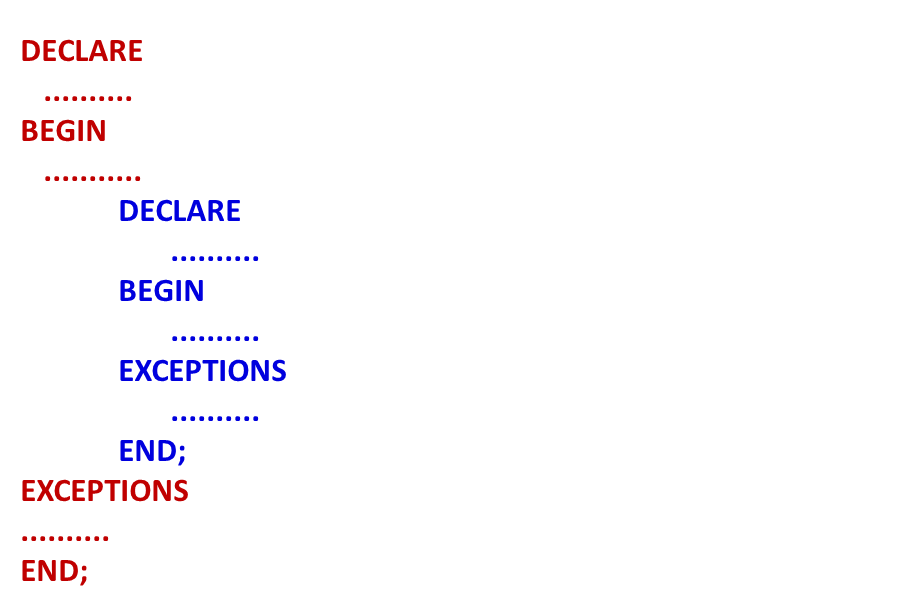 DECLARE
..........
BEGIN
...........
DECLARE
..........
BEGIN
..........
EXCEPTIONS
..........
END;
EXCEPTIONS
..........
END;